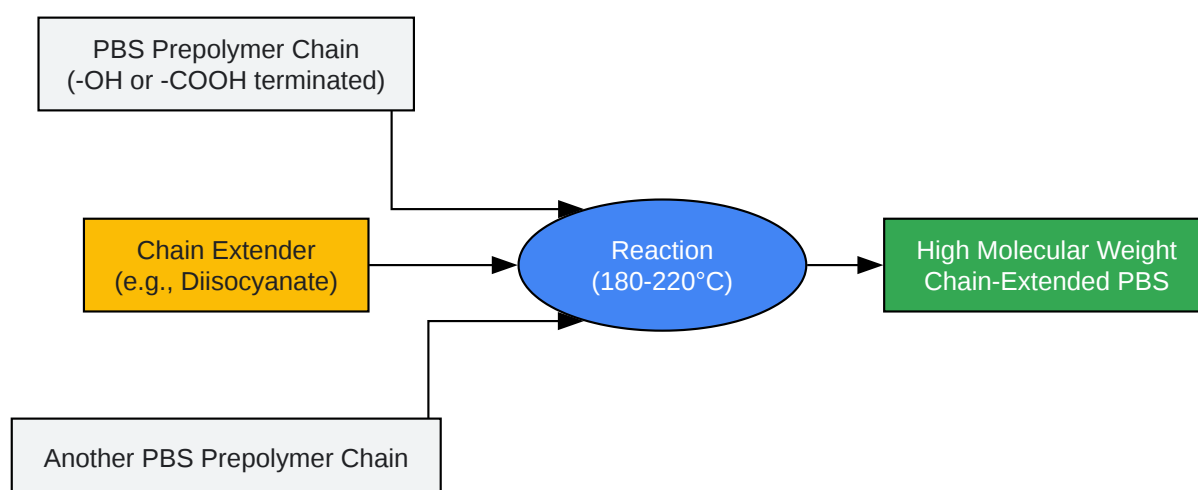 PBS Prepolymer Chain
(-OH or -COOH terminated)
Chain Extender
(e.g., Diisocyanate)
Reaction
(180-220°C)
High Molecular Weight
Chain-Extended PBS
Another PBS Prepolymer Chain